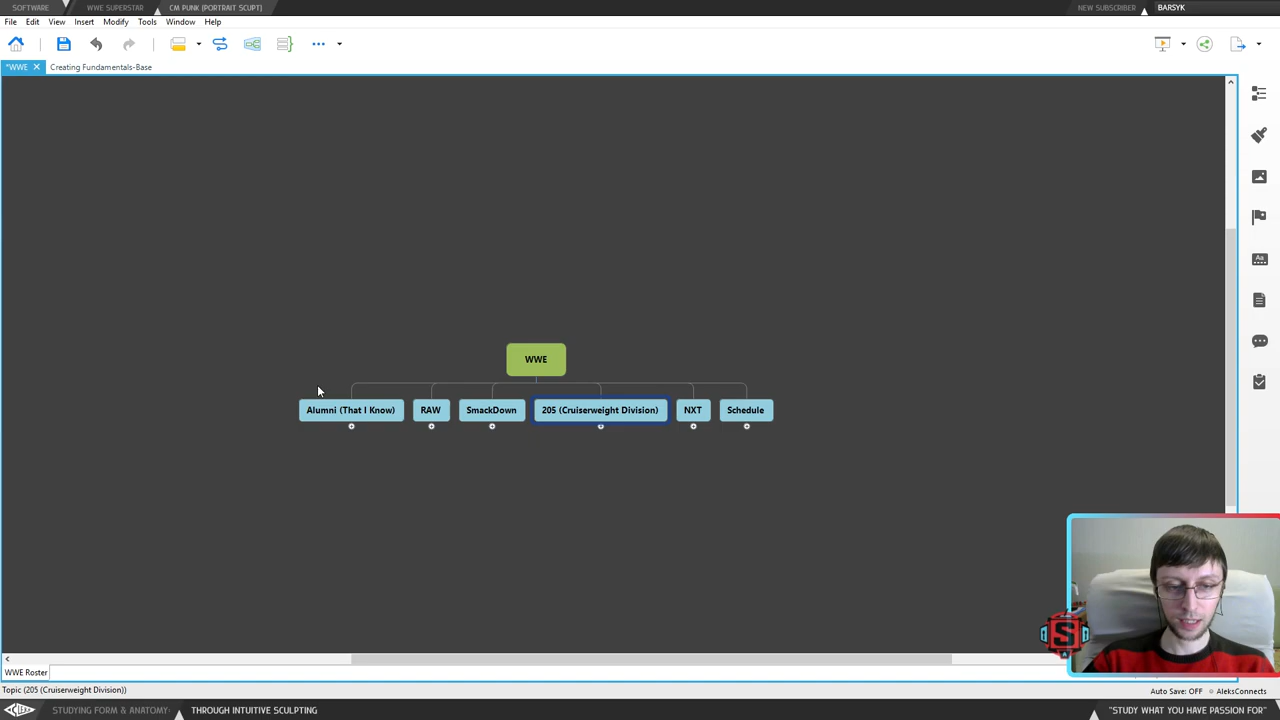 SOFTWARE WWE SUPERSTAR CM PUNK (PORTRAIT SCUPT) NEW SUBSCRIBER BARSYK
File Edit View Insert Modify Tools Window Help
*WWE Creating Fundamentals-Base
WWE
Alumni (That I Know) RAW SmackDown 205 (Cruiserweight Division) NXT Schedule
WWE Roster
Topic (205 (Cruiserweight Division)) Auto Save: OFF AleksConnects
STUDYING FORM & ANATOMY THROUGH INTUITIVE SCULPTING "STUDY WHAT YOU HAVE PASSION FOR"